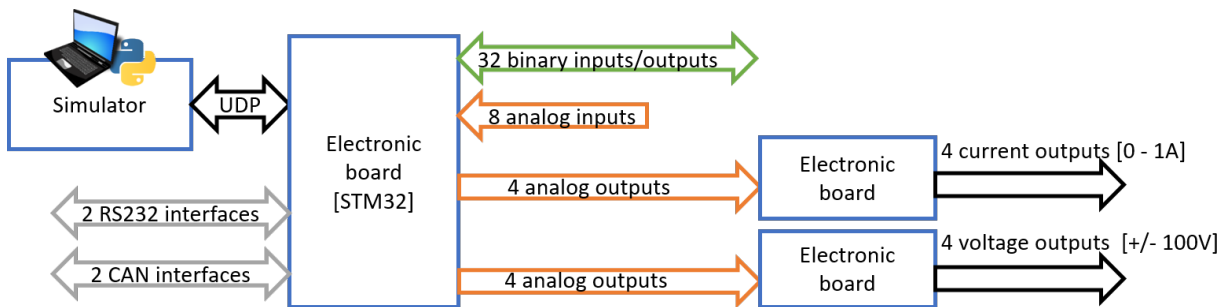 Simulator
UDP
2 RS232 interfaces
2 CAN interfaces
Electronic
board
[STM32]
32 binary inputs/outputs
8 analog inputs
4 analog outputs
4 analog outputs
Electronic
board
4 current outputs [0 - 1A]
Electronic
board
4 voltage outputs [+/- 100V]